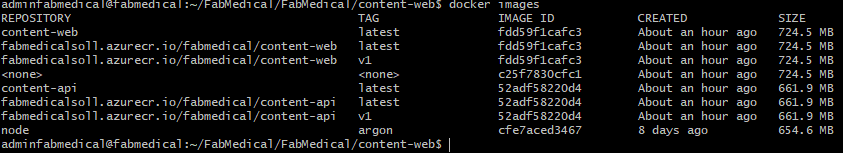 adminfabmedical@fabmedical:~/FabMedical/FabMedical/content-web$ docker images
REPOSITORY TAG IMAGE ID CREATED SIZE
content-web latest fdd59f1cafc3 About an hour ago 724.5 MB
fabmedicalsoll.azurecr.io/fabmedical/content-web latest fdd59f1cafc3 About an hour ago 724.5 MB
fabmedicalsoll.azurecr.io/fabmedical/content-web v1 fdd59f1cafc3 About an hour ago 724.5 MB
<none> <none> c25f7830cfc1 About an hour ago 724.5 MB
content-api latest 52adf58220d4 About an hour ago 661.9 MB
fabmedicalsoll.azurecr.io/fabmedical/content-api latest 52adf58220d4 About an hour ago 661.9 MB
fabmedicalsoll.azurecr.io/fabmedical/content-api v1 52adf58220d4 About an hour ago 661.9 MB
node argon cfe7aced3467 8 days ago 654.6 MB
adminfabmedical@fabmedical:~/FabMedical/FabMedical/content-web$